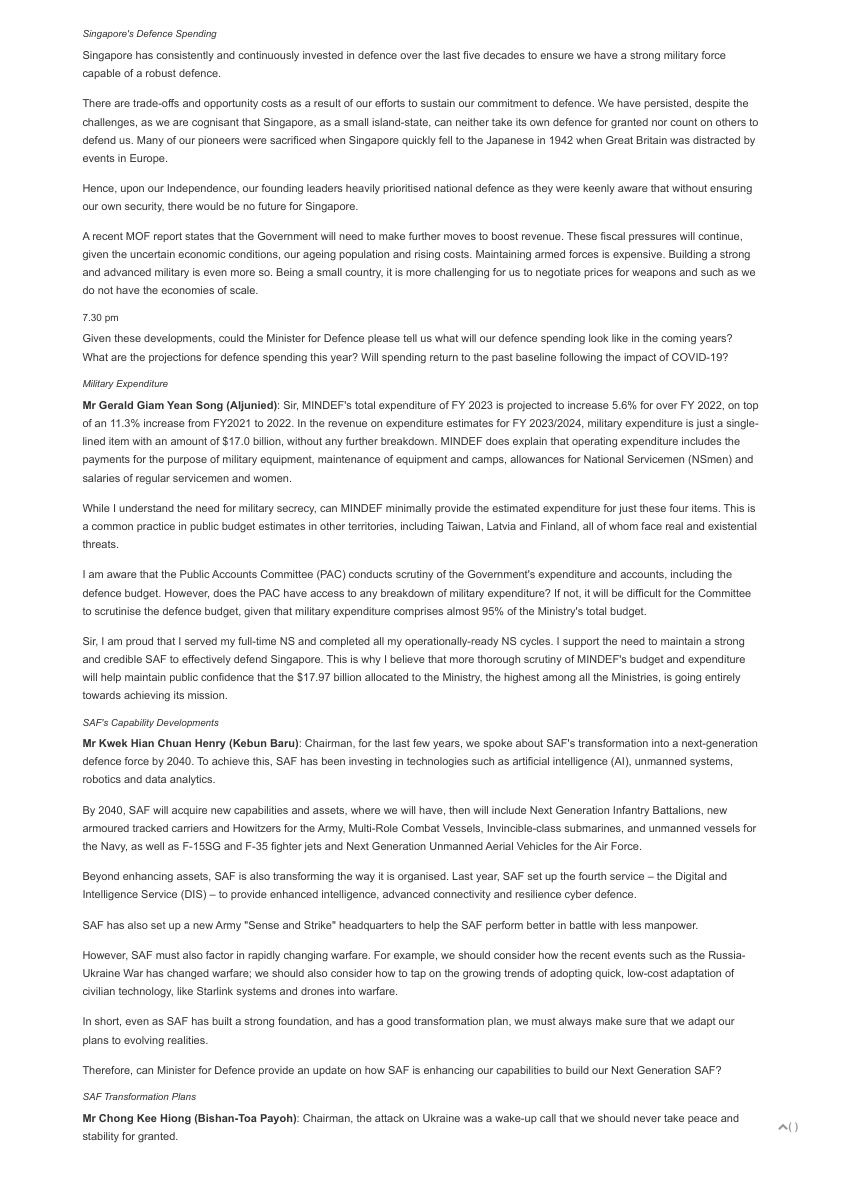 Singapore's Defence Spending
Singapore has consistently and continuously invested in defence over the last five decades to ensure we have a strong military force
capable of a robust defence.
There are trade-offs and opportunity costs as a result of our efforts to sustain our commitment to defence. We have persisted, despite the
challenges, as we are cognisant that Singapore, as a small island-state, can neither take its own defence for granted nor count on others to
defend us. Many of our pioneers were sacrificed when Singapore quickly fell to the Japanese in 1942 when Great Britain was distracted by
events in Europe.
Hence, upon our Independence, our founding leaders heavily prioritised national defence as they were keenly aware that without ensuring
our own security, there would be no future for Singapore.
A recent MOF report states that the Government will need to make further moves to boost revenue. These fiscal pressures will continue,
given the uncertain economic conditions, our ageing population and rising costs. Maintaining armed forces is expensive. Building a strong
and advanced military is even more so. Being a small country, it is more challenging for us to negotiate prices for weapons and such as we
do not have the economies of scale.
7.30 pm
Given these developments, could the Minister for Defence please tell us what will our defence spending look like in the coming years?
What are the projections for defence spending this year? Will spending return to the past baseline following the impact of COVID-19?
Military Expenditure
Mr Gerald Giam Yean Song (Aljunied): Sir, MINDEF's total expenditure of FY 2023 is projected to increase 5.6% for over FY 2022, on top
of an 11.3% increase from FY2021 to 2022. In the revenue on expenditure estimates for FY 2023/2024, military expenditure is just a single-
lined item with an amount of $17.0 billion, without any further breakdown. MINDEF does explain that operating expenditure includes the
payments for the purpose of military equipment, maintenance of equipment and camps, allowances for National Servicemen (NSmen) and
salaries of regular servicemen and women.
While I understand the need for military secrecy, can MINDEF minimally provide the estimated expenditure for just these four items. This is
a common practice in public budget estimates in other territories, including Taiwan, Latvia and Finland, all of whom face real and existential
threats.
I am aware that the Public Accounts Committee (PAC) conducts scrutiny of the Government's expenditure and accounts, including the
defence budget. However, does the PAC have access to any breakdown of military expenditure? If not, it will be difficult for the Committee
to scrutinise the defence budget, given that military expenditure comprises almost 95% of the Ministry's total budget.
Sir, I am proud that I served my full-time NS and completed all my operationally-ready NS cycles. I support the need to maintain a strong
and credible SAF to effectively defend Singapore. This is why I believe that more thorough scrutiny of MINDEF's budget and expenditure
will help maintain public confidence that the $17.97 billion allocated to the Ministry, the highest among all the Ministries, is going entirely
towards achieving its mission.
SAF's Capability Developments
Mr Kwek Hian Chuan Henry (Kebun Baru): Chairman, for the last few years, we spoke about SAF's transformation into a next-generation
defence force by 2040. To achieve this, SAF has been investing in technologies such as artificial intelligence (AI), unmanned systems,
robotics and data analytics.
By 2040, SAF will acquire new capabilities and assets, where we will have, then will include Next Generation Infantry Battalions, new
armoured tracked carriers and Howitzers for the Army, Multi-Role Combat Vessels, Invincible-class submarines, and unmanned vessels for
the Navy, as well as F-15SG and F-35 fighter jets and Next Generation Unmanned Aerial Vehicles for the Air Force.
Beyond enhancing assets, SAF is also transforming the way it is organised. Last year, SAF set up the fourth service – the Digital and
Intelligence Service (DIS) – to provide enhanced intelligence, advanced connectivity and resilience cyber defence.
SAF has also set up a new Army "Sense and Strike" headquarters to help the SAF perform better in battle with less manpower.
However, SAF must also factor in rapidly changing warfare. For example, we should consider how the recent events such as the Russia-
Ukraine War has changed warfare; we should also consider how to tap on the growing trends of adopting quick, low-cost adaptation of
civilian technology, like Starlink systems and drones into warfare.
In short, even as SAF has built a strong foundation, and has a good transformation plan, we must always make sure that we adapt our
plans to evolving realities.
Therefore, can Minister for Defence provide an update on how SAF is enhancing our capabilities to build our Next Generation SAF?
SAF Transformation Plans
Mr Chong Kee Hiong (Bishan-Toa Payoh): Chairman, the attack on Ukraine was a wake-up call that we should never take peace and
stability for granted.
( )